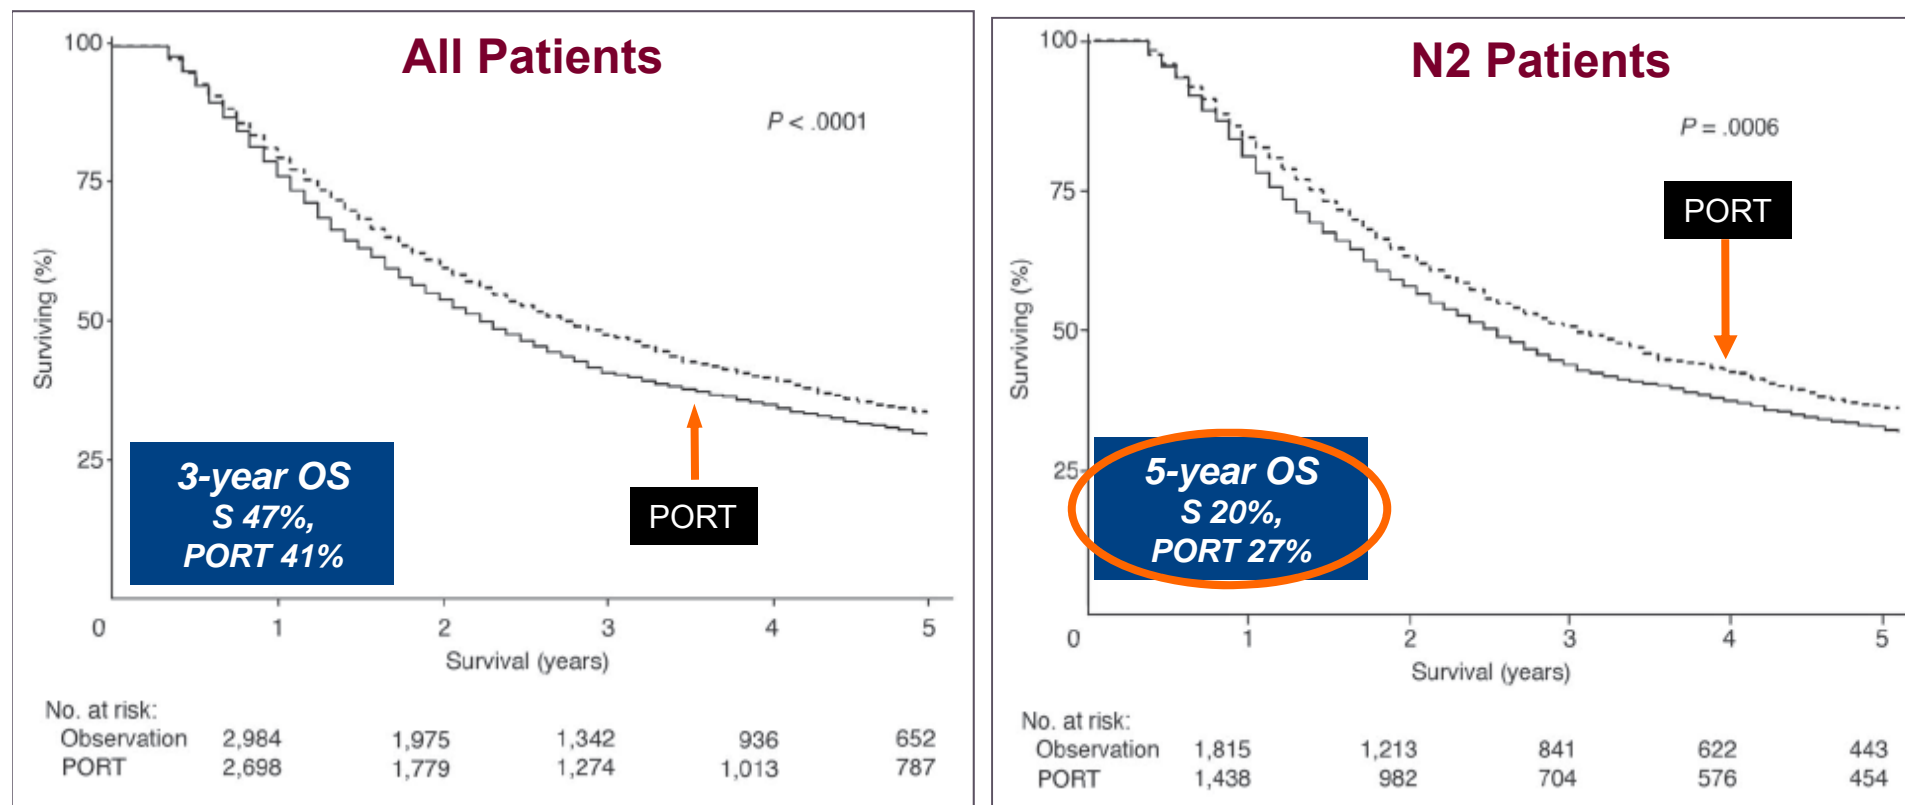 All Patients
100
75
50
25
Surviving (%)
P < .0001
3-year OS
S 47%,
PORT 41%
PORT
0 1 2 3 4 5
Survival (years)
No. at risk:
Observation 2,984 1,975 1,342 936 652
PORT 2,698 1,779 1,274 1,013 787
N2 Patients
100
75
50
25
Surviving (%)
P = .0006
PORT
5-year OS
S 20%,
PORT 27%
0 1 2 3 4 5
Survival (years)
No. at risk:
Observation 1,815 1,213 841 622 443
PORT 1,438 982 704 576 454